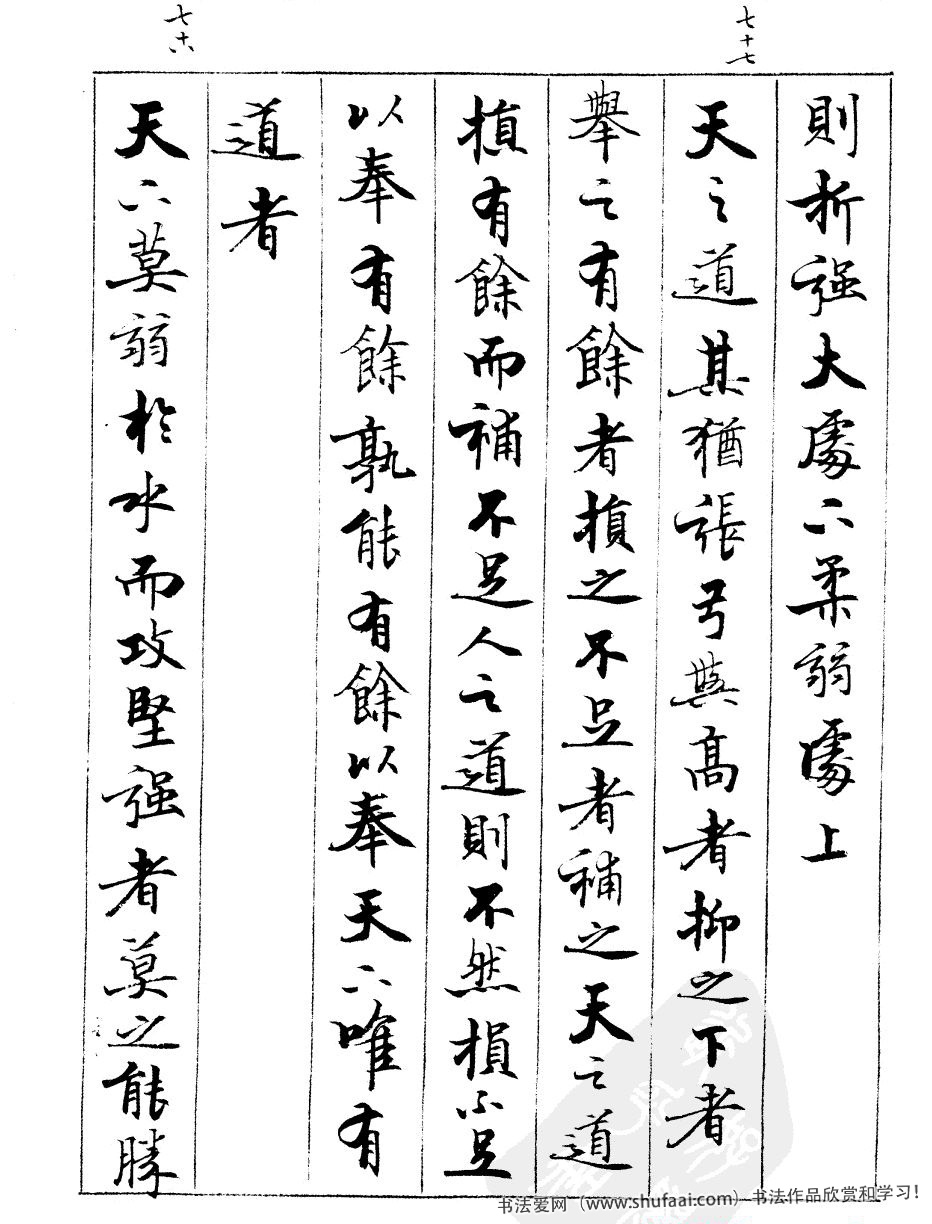 七十七
七十八
則折强大處下柔弱處上
天之道其猶張弓與高者抑之下者
舉之有餘者損之不足者補之天之道
損有餘而補不足人之道則不然損不足
以奉有餘孰能有餘以奉天下唯有
道者
天下莫弱於水而攻堅强者莫之能勝
书法爱网(www.shufaai.com)-书法作品欣赏和学习!